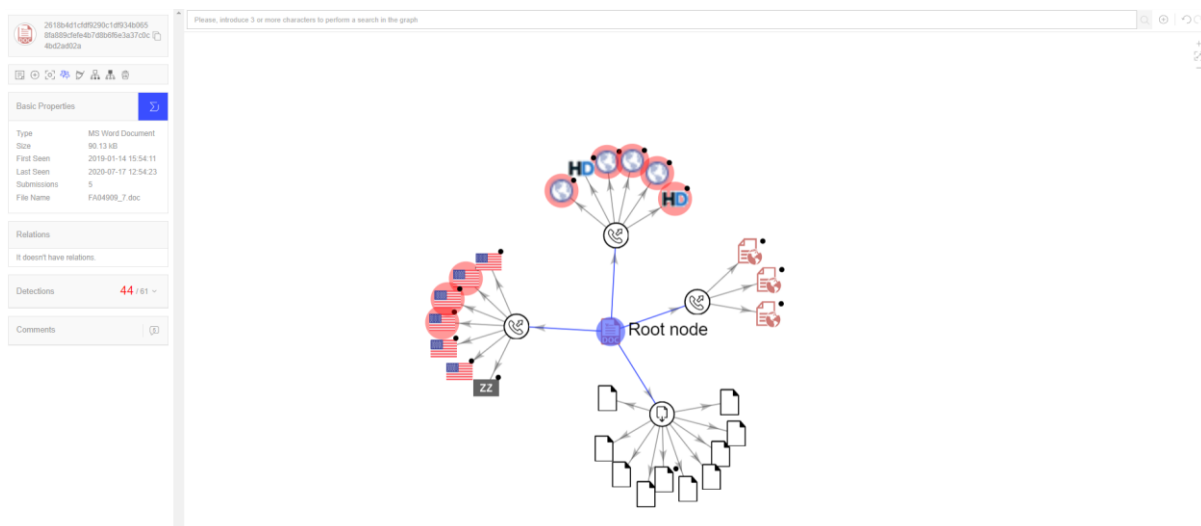 2618b4d1cfdf9290c1df934b065
8fa889cfefe4b7d8b6f6e3a37c0c
4bd2ad02a
Please, introduce 3 or more characters to perform a search in the graph
Basic Properties
Type MS Word Document
Size 90.13 kB
First Seen 2019-01-14 15:54:11
Last Seen 2020-07-17 12:54:23
Submissions 5
File Name FA04909_7.doc
Relations
It doesn't have relations.
Detections 44 / 61
Comments
HD
HD
Root node
DOC
ZZ